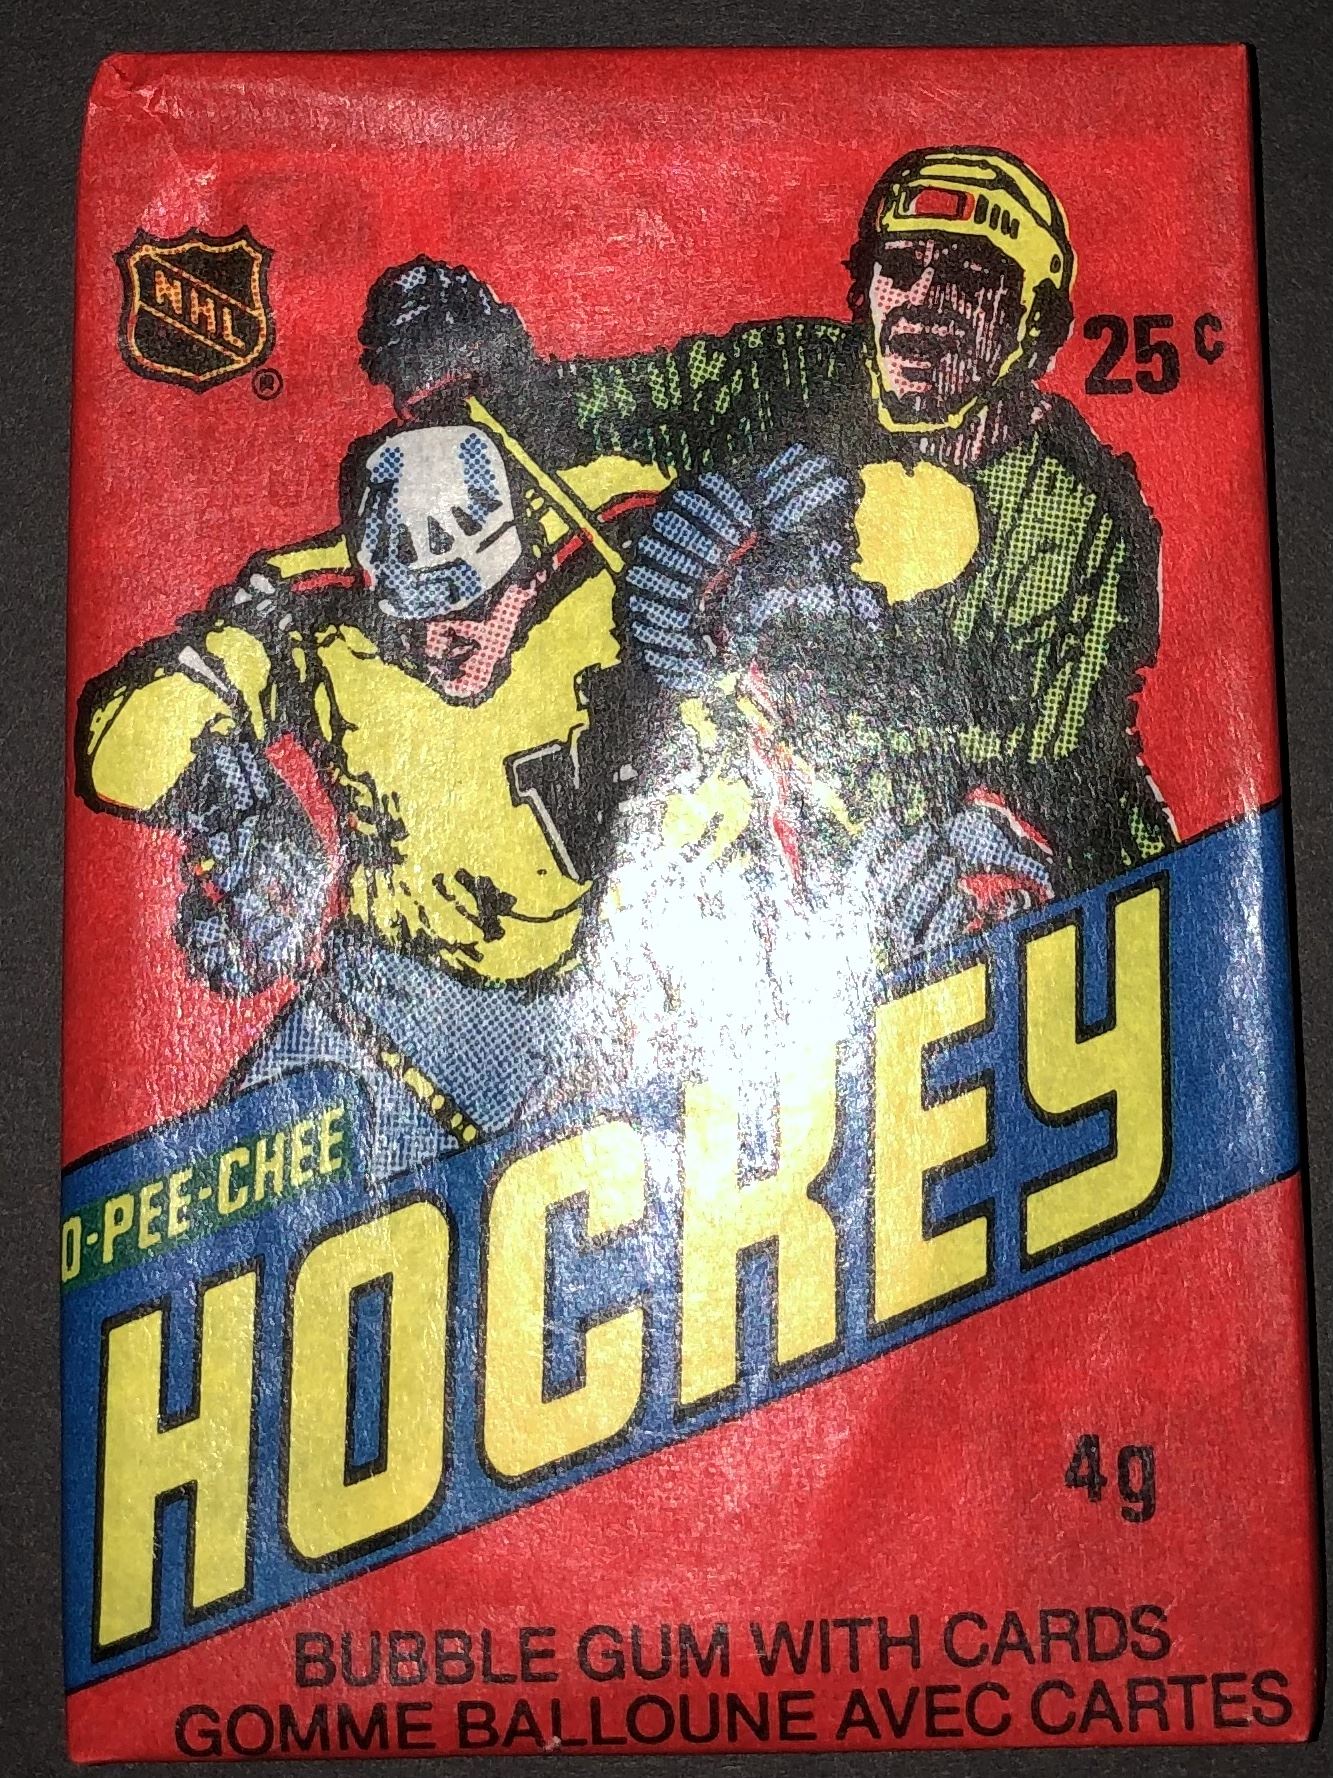 NHL
®
25¢
O-PEE-CHEE
HOCKEY
4g
BUBBLE GUM WITH CARDS
GOMME BALLOUNE AVEC CARTES